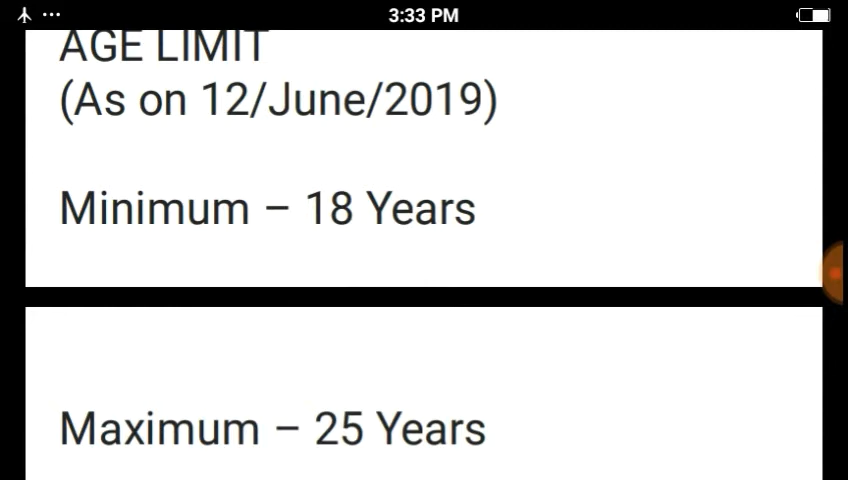 3:33 PM
AGE LIMIT
(As on 12/June/2019)
Minimum – 18 Years
Maximum – 25 Years